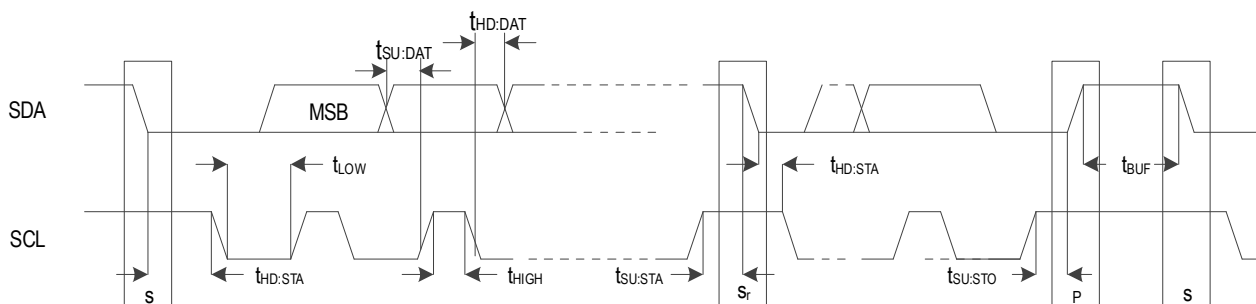 tHD:DAT
tSU:DAT
SDA
MSB
tLOW
tHD:STA
tBUF
SCL
tHD:STA
tHIGH
tSU:STA
tSU:STO
S
Sr
P
S